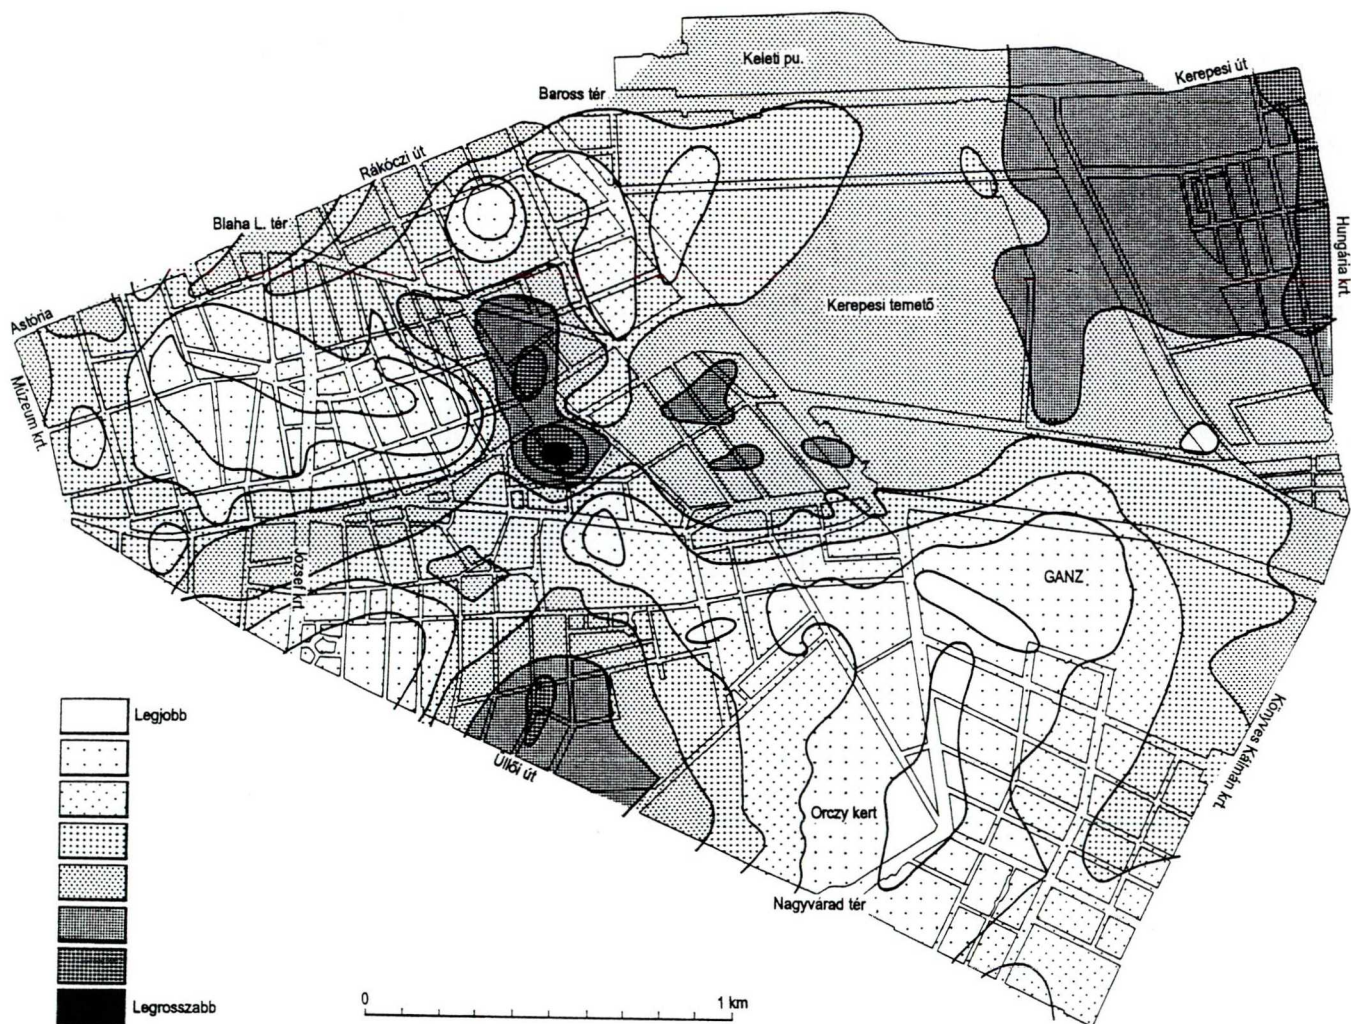 Keleti pu.
Kerepesi út
Baross tér
Rákóczi út
Blaha L. tér
Hungária krt.
Kerepesi temető
Astória
Múzeum krt.
József krt.
GANZ
Legjobb
Könyves Kálmán krt.
Üllői út
Orczy kert
Nagyvárad tér
0
1 km
Legrosszabb